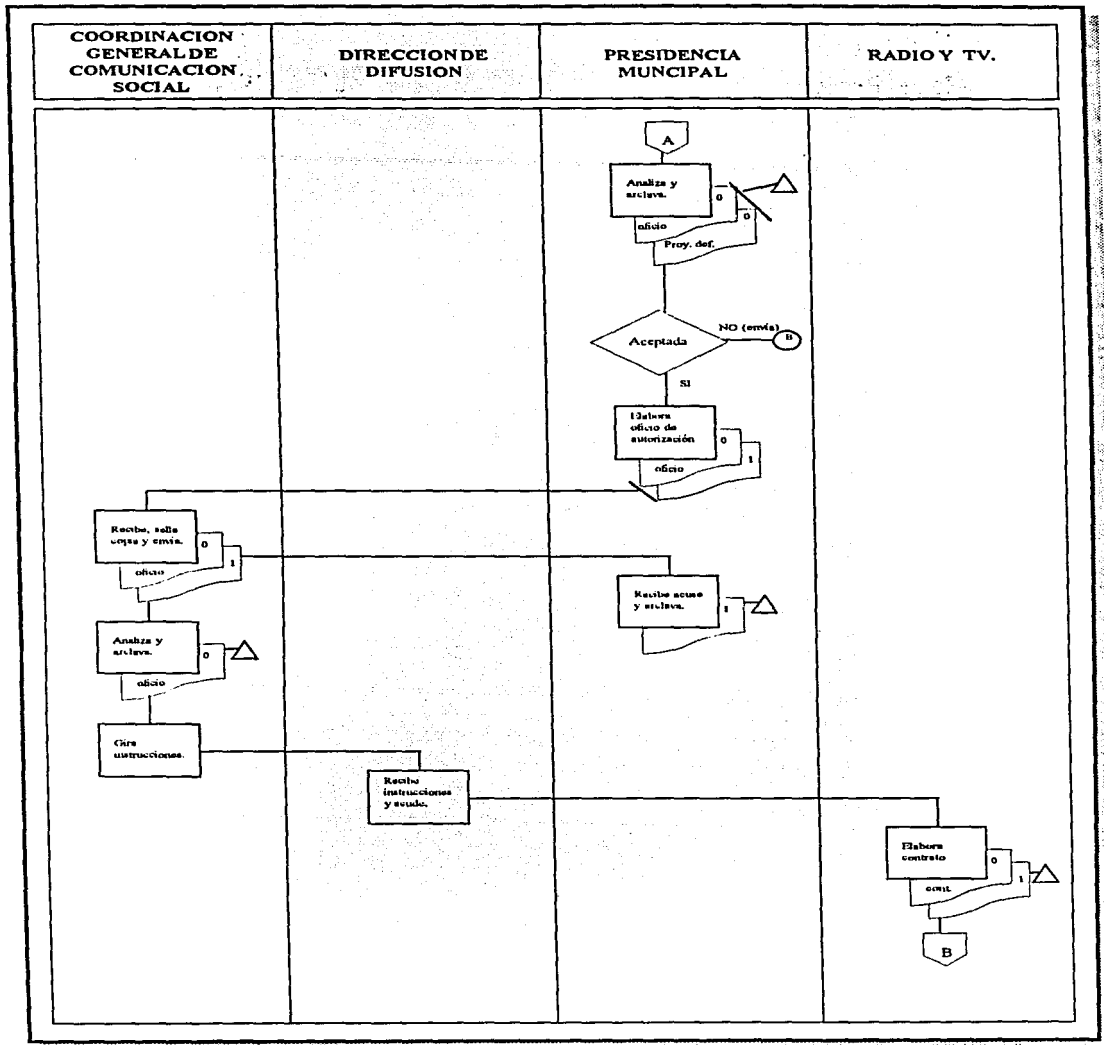 COORDINACION
GENERAL DE
COMUNICACION
SOCIAL
DIRECCION DE
DIFUSION
PRESIDENCIA
MUNCIPAL
RADIO Y TV.
A
Analiza y
archiva.
0
oficio
0
Proy. def.
Aceptada
NO (envía)
B
SI
Elabora
oficio de
autorización
0
oficio
1
Recibe, sella
copia y envía.
0
oficio
1
Recibe acuse
y archiva.
1
Analiza y
archiva.
0
oficio
Gira
instrucciones.
Recibe
instrucciones
y acude.
Elabora
contrato
0
cont.
1
B